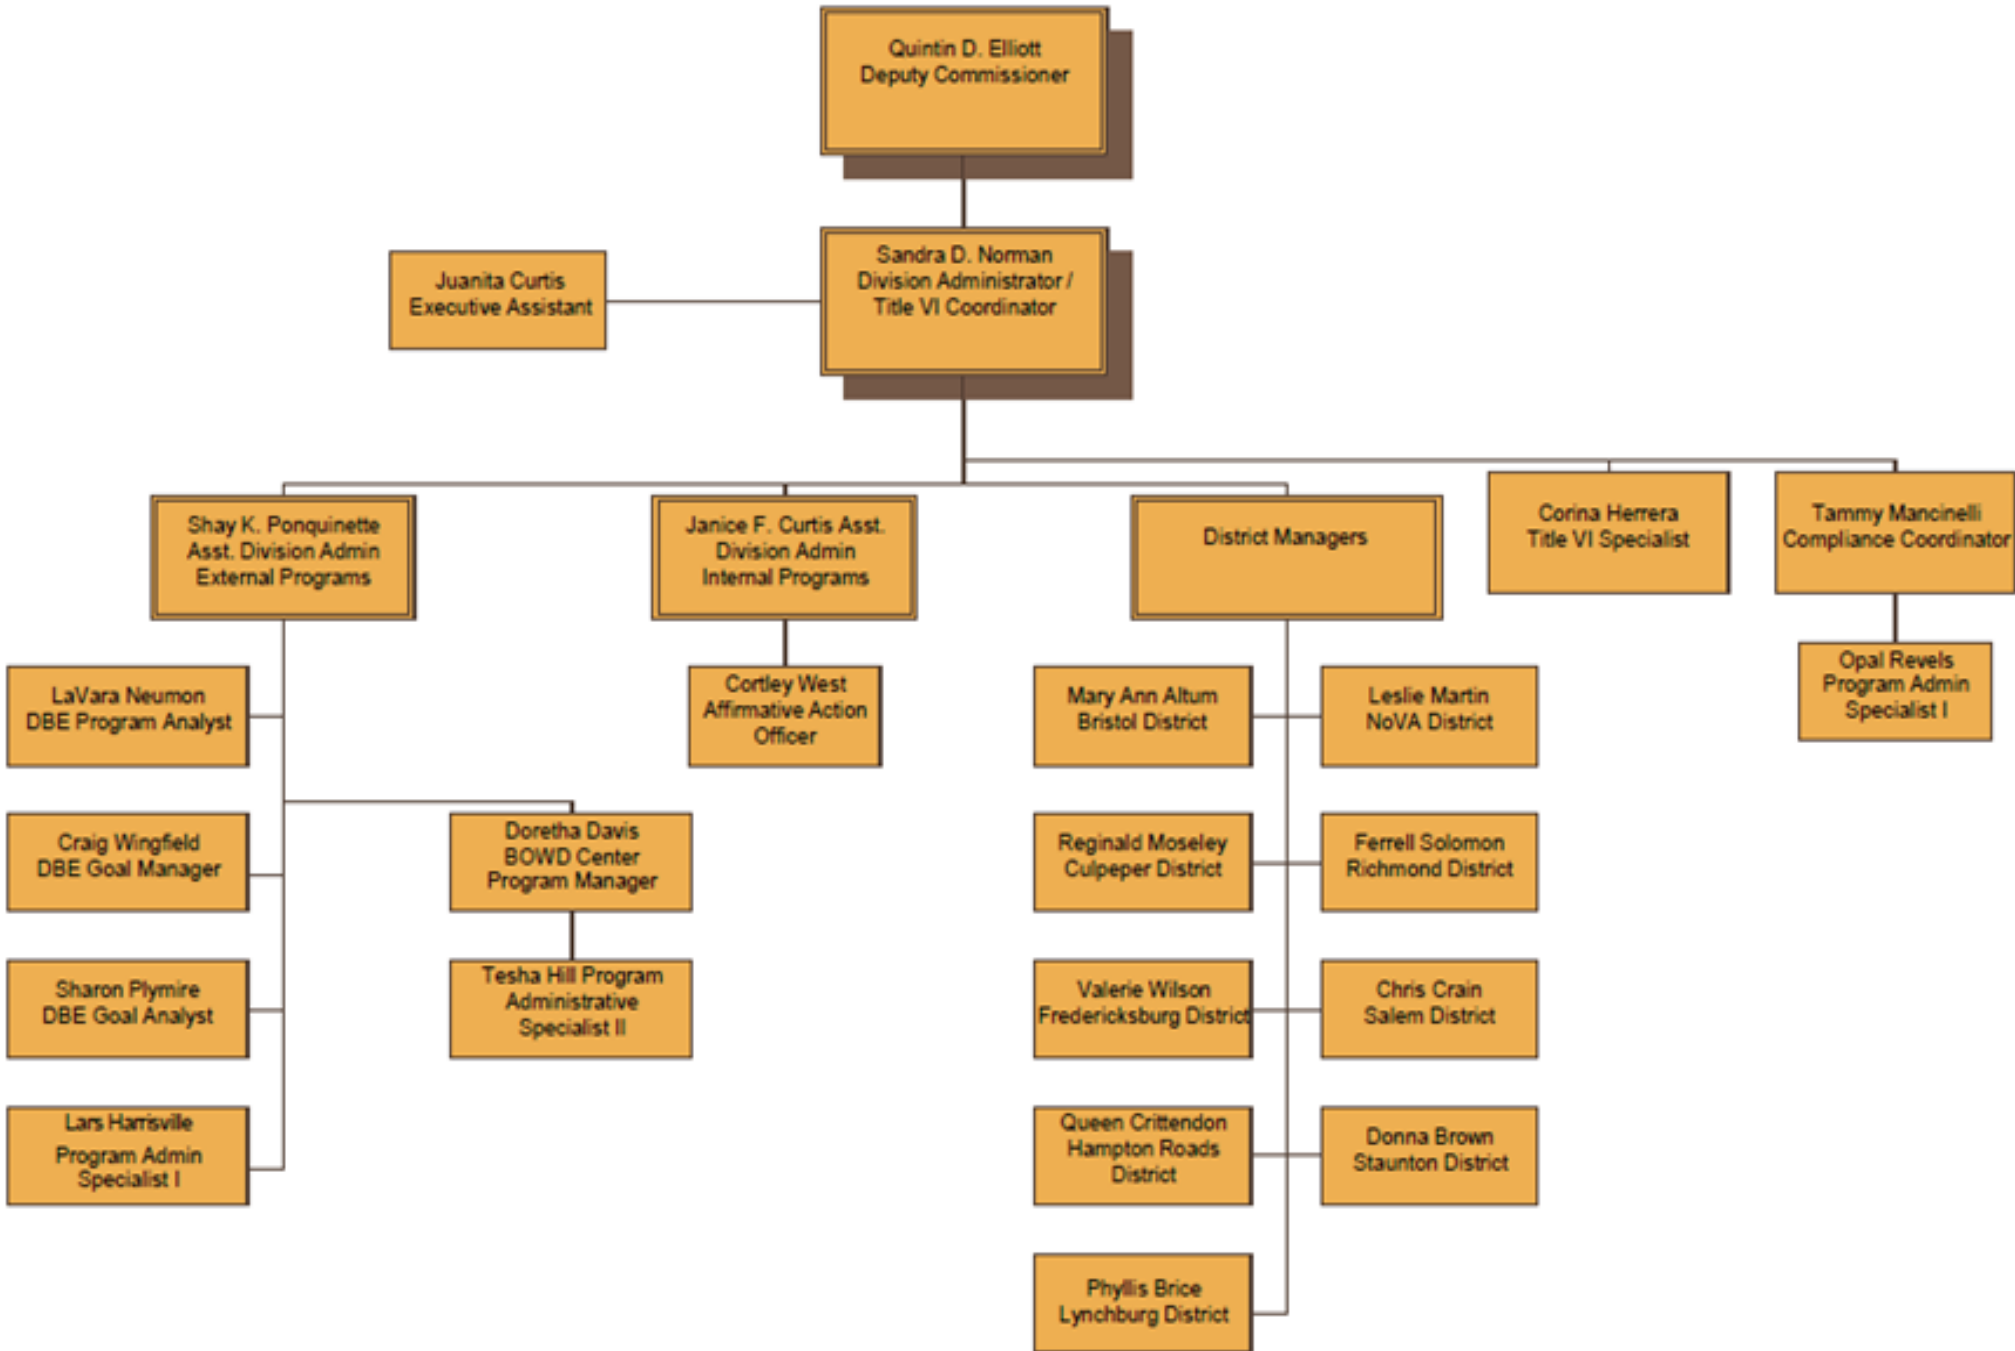 Quintin D. Elliott
Deputy Commissioner
Sandra D. Norman
Division Administrator /
Title VI Coordinator
Juanita Curtis
Executive Assistant
Shay K. Ponquinette
Asst. Division Admin
External Programs
Janice F. Curtis Asst.
Division Admin
Internal Programs
District Managers
Corina Herrera
Title VI Specialist
Tammy Mancinelli
Compliance Coordinator
LaVara Neumon
DBE Program Analyst
Craig Wingfield
DBE Goal Manager
Sharon Plymire
DBE Goal Analyst
Lars Harrisville
Program Admin
Specialist I
Doretha Davis
BOWD Center
Program Manager
Tesha Hill Program
Administrative
Specialist II
Cortley West
Affirmative Action
Officer
Mary Ann Altum
Bristol District
Leslie Martin
NoVA District
Reginald Moseley
Culpeper District
Ferrell Solomon
Richmond District
Valerie Wilson
Fredericksburg District
Chris Crain
Salem District
Queen Crittendon
Hampton Roads
District
Donna Brown
Staunton District
Phyllis Brice
Lynchburg District
Opal Revels
Program Admin
Specialist I